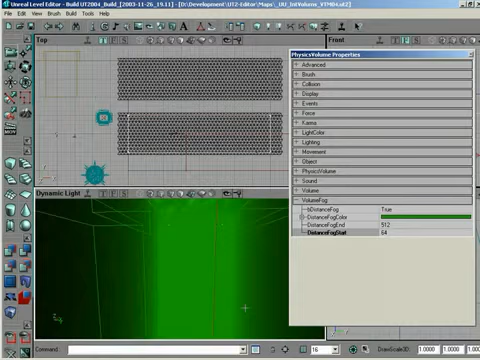 Unreal Level Editor - Build UT2004_Build_[2003-11-26_19.11] - [D:\Development\UT2-Editor\Maps\_UU_IntVolume_VTM04.ut2]
File Edit View Brush Build Tools Help
Top
Front
PhysicsVolume Properties
Advanced
Brush
Collision
Display
Events
Force
Karma
LightColor
Lighting
Movement
Object
PhysicsVolume
Sound
Volume
VolumeFog
bDistanceFog True
DistanceFogColor
DistanceFogEnd 512
DistanceFogStart 64
Dynamic Light
Command :
16
DrawScale3D: 1.0000 1.0000 1.000